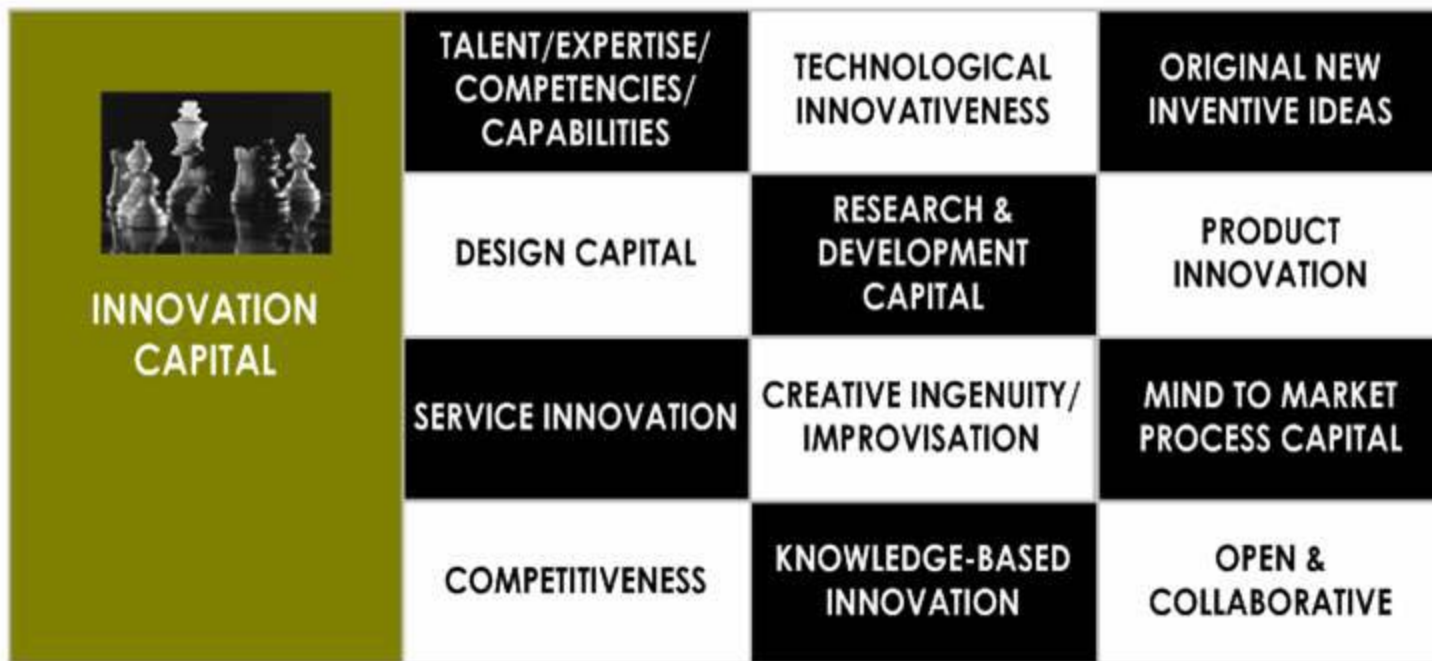 INNOVATION
CAPITAL
TALENT/EXPERTISE/
COMPETENCIES/
CAPABILITIES
TECHNOLOGICAL
INNOVATIVENESS
ORIGINAL NEW
INVENTIVE IDEAS
DESIGN CAPITAL
RESEARCH &
DEVELOPMENT
CAPITAL
PRODUCT
INNOVATION
SERVICE INNOVATION
CREATIVE INGENUITY/
IMPROVISATION
MIND TO MARKET
PROCESS CAPITAL
COMPETITIVENESS
KNOWLEDGE-BASED
INNOVATION
OPEN &
COLLABORATIVE